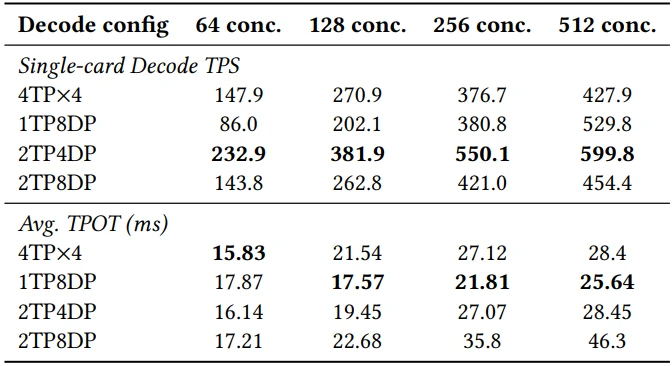 Decode config 64 conc. 128 conc. 256 conc. 512 conc.
Single-card Decode TPS
4TP×4 147.9 270.9 376.7 427.9
1TP8DP 86.0 202.1 380.8 529.8
2TP4DP 232.9 381.9 550.1 599.8
2TP8DP 143.8 262.8 421.0 454.4
Avg. TPOT (ms)
4TP×4 15.83 21.54 27.12 28.4
1TP8DP 17.87 17.57 21.81 25.64
2TP4DP 16.14 19.45 27.07 28.45
2TP8DP 17.21 22.68 35.8 46.3